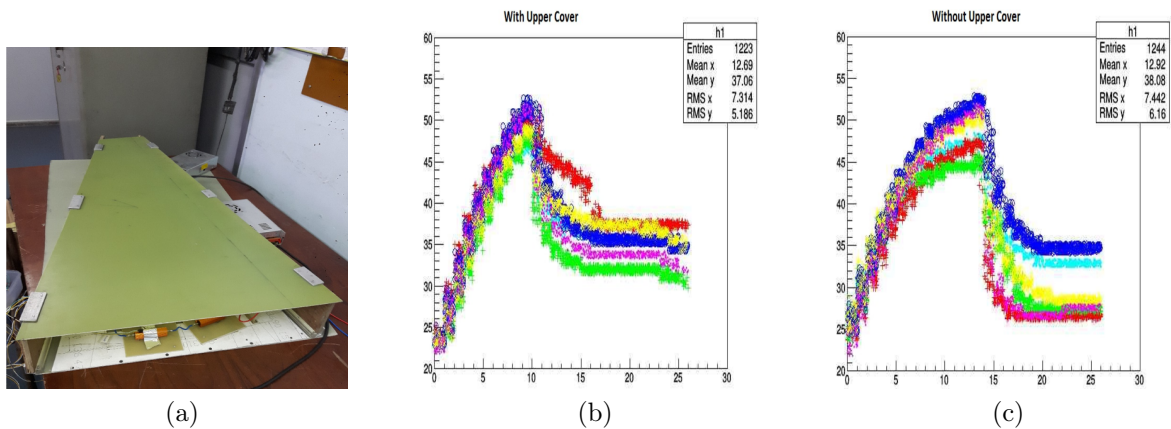 With Upper Cover
Without Upper Cover
h1
Entries 1223
Mean x 12.69
Mean y 37.06
RMS x 7.314
RMS y 5.186
60
55
50
45
40
35
30
25
20
0 5 10 15 20 25 30
h1
Entries 1244
Mean x 12.92
Mean y 38.08
RMS x 7.442
RMS y 6.16
60
55
50
45
40
35
30
25
20
0 5 10 15 20 25 30
(a) (b) (c)